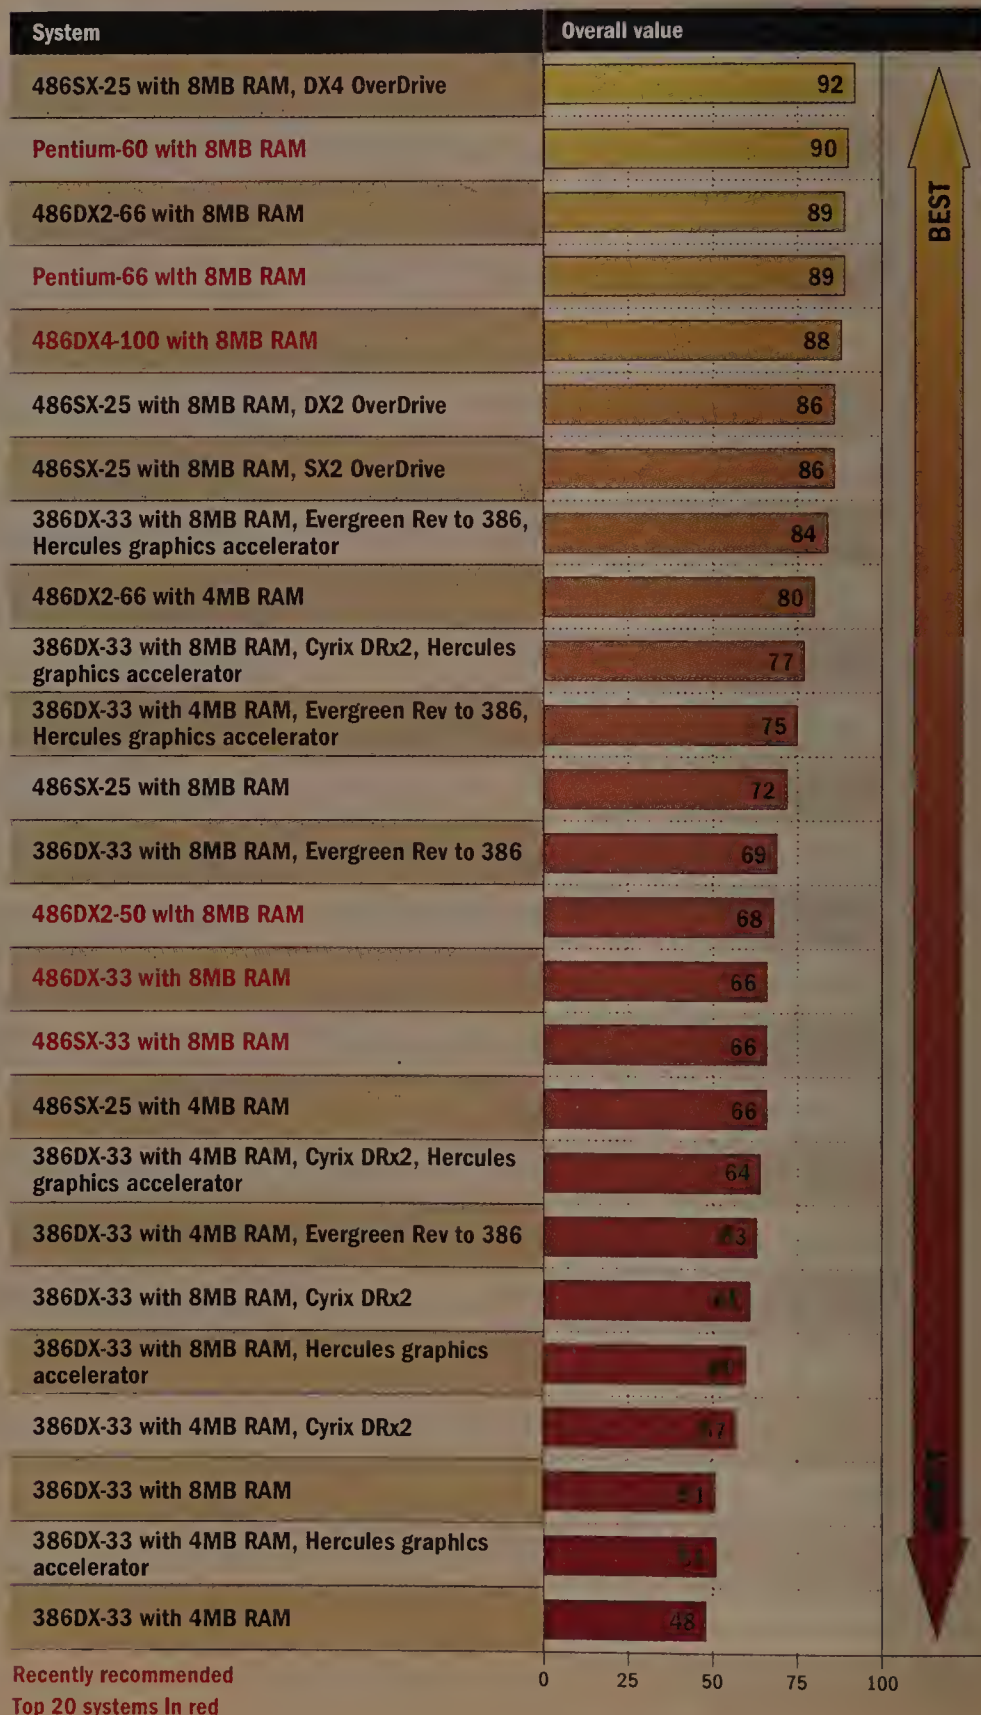 System
Overall value
486SX-25 with 8MB RAM, DX4 OverDrive
92
Pentium-60 with 8MB RAM
90
486DX2-66 with 8MB RAM
89
Pentium-66 with 8MB RAM
89
486DX4-100 with 8MB RAM
88
486SX-25 with 8MB RAM, DX2 OverDrive
86
486SX-25 with 8MB RAM, SX2 OverDrive
86
386DX-33 with 8MB RAM, Evergreen Rev to 386,
Hercules graphics accelerator
84
486DX2-66 with 4MB RAM
80
386DX-33 with 8MB RAM, Cyrix DRx2, Hercules
graphics accelerator
77
386DX-33 with 4MB RAM, Evergreen Rev to 386,
Hercules graphics accelerator
75
486SX-25 with 8MB RAM
72
386DX-33 with 8MB RAM, Evergreen Rev to 386
69
486DX2-50 with 8MB RAM
68
486DX-33 with 8MB RAM
66
486SX-33 with 8MB RAM
66
486SX-25 with 4MB RAM
66
386DX-33 with 4MB RAM, Cyrix DRx2, Hercules
graphics accelerator
64
386DX-33 with 4MB RAM, Evergreen Rev to 386
63
386DX-33 with 8MB RAM, Cyrix DRx2
61
386DX-33 with 8MB RAM, Hercules graphics
accelerator
386DX-33 with 4MB RAM, Cyrix DRx2
57
386DX-33 with 8MB RAM
51
386DX-33 with 4MB RAM, Hercules graphics
accelerator
51
386DX-33 with 4MB RAM
48
BEST
0 25 50 75 100
Recently recommended
Top 20 systems in red